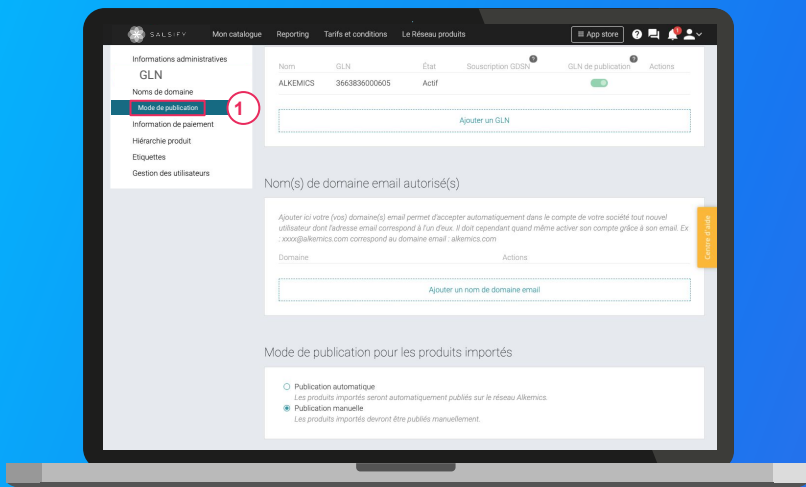 SALSIFY Mon catalogue Reporting Tarifs et conditions Le Réseau produits App store ? 1
Informations administratives
GLN
Noms de domaine
Mode de publication
1
Information de paiement
Hiérarchie produit
Etiquettes
Gestion des utilisateurs
Nom GLN État Souscription GDSN ? GLN de publication ? Actions
ALKEMICS 3663836000605 Actif
Ajouter un GLN
Nom(s) de domaine email autorisé(s)
Ajouter ici votre (vos) domaine(s) email permet d'accepter automatiquement dans le compte de votre société tout nouvel
utilisateur dont l'adresse email correspond à l'un d'eux. Il doit cependant quand même activer son compte grâce à son email. Ex
: xxxx@alkemics.com correspond au domaine email : alkemics.com
Domaine Actions
Ajouter un nom de domaine email
Centre d'aide
Mode de publication pour les produits importés
Publication automatique
Les produits importés seront automatiquement publiés sur le réseau Alkemics.
Publication manuelle
Les produits importés devront être publiés manuellement.